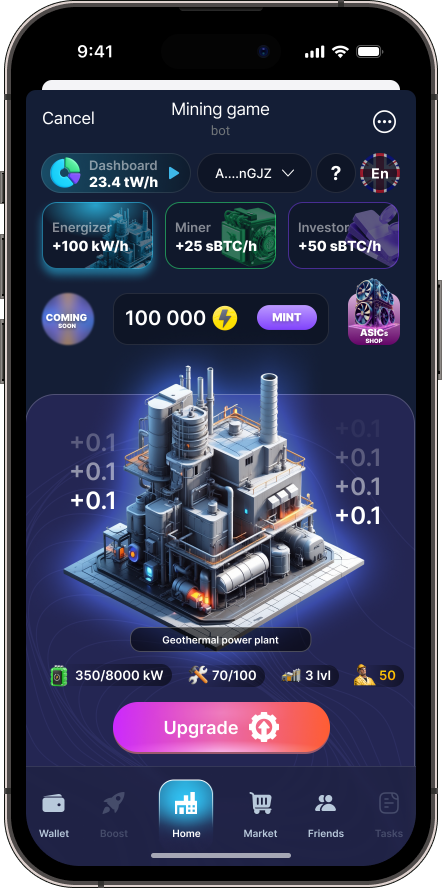 9:41
Cancel
Mining game
bot
Dashboard
23.4 tW/h
A....nGJZ
?
En
Energizer
+100 kW/h
Miner
+25 sBTC/h
Investor
+50 sBTC/h
COMING
SOON
100 000
MINT
ASICs
SHOP
+0.1
+0.1
+0.1
+0.1
+0.1
+0.1
+0.1
Geothermal power plant
350/8000 kW
70/100
3 lvl
50
Upgrade
Wallet
Boost
Home
Market
Friends
Tasks